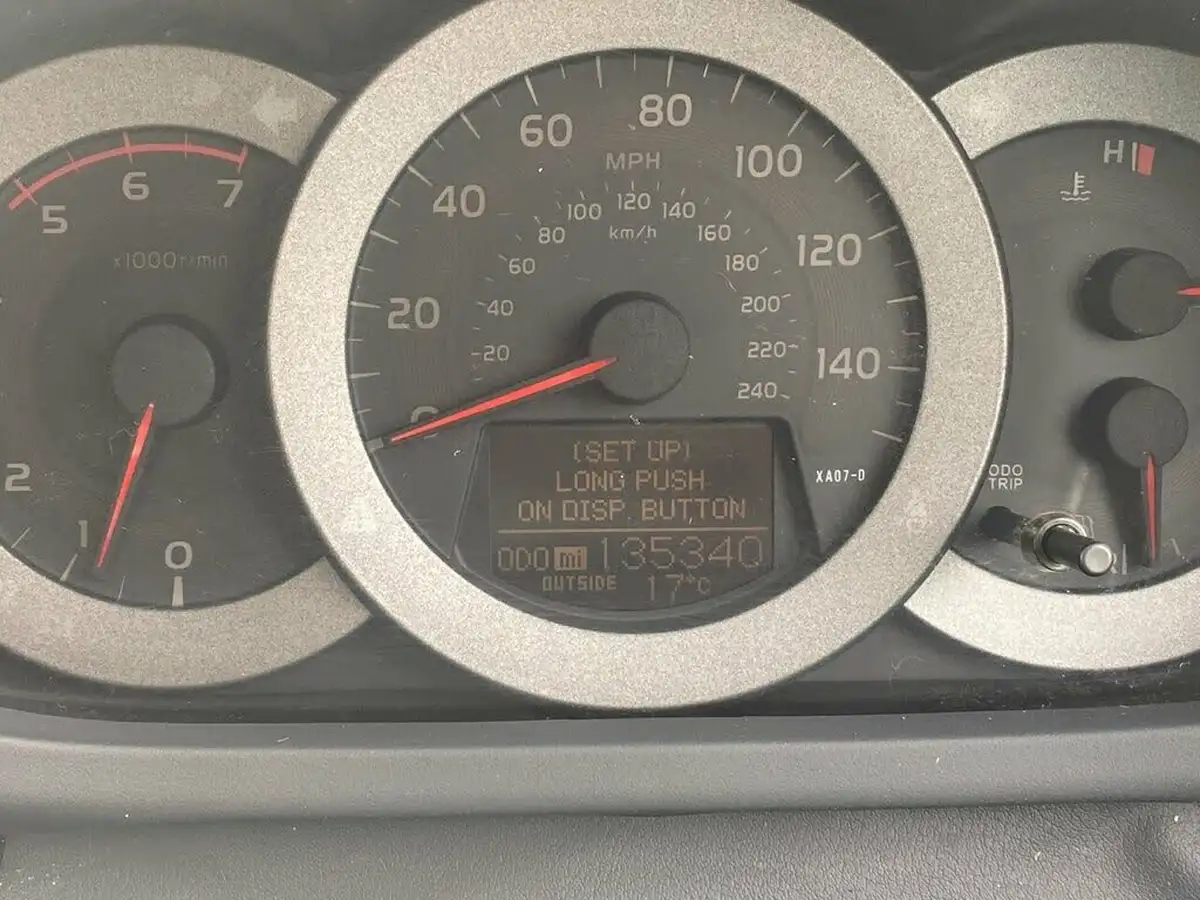 5
6
7
x1000r/min
2
1
0
0
20
40
60
80
100
120
140
MPH
20
40
60
80
100
120
140
160
180
200
220
240
km/h
(SET UP)
LONG PUSH
ON DISP. BUTTON
ODO mi 135340
OUTSIDE 17°C
XA07-D
H
ODO
TRIP